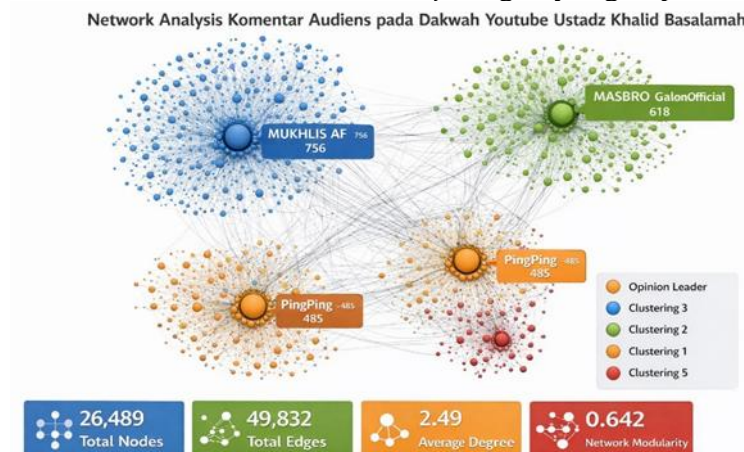 Network Analysis Komentar Audiens pada Dakwah Youtube Ustadz Khalid Basalamah
MUKHLIS AF 756
756
MASBRO GalonOfficial
618
PingPing -485
485
PingPing -485
485
Opinion Leader
Clustering 3
Clustering 2
Clustering 1
Clustering 5
26,489
Total Nodes
49,832
Total Edges
2.49
Average Degree
0.642
Network Modularity